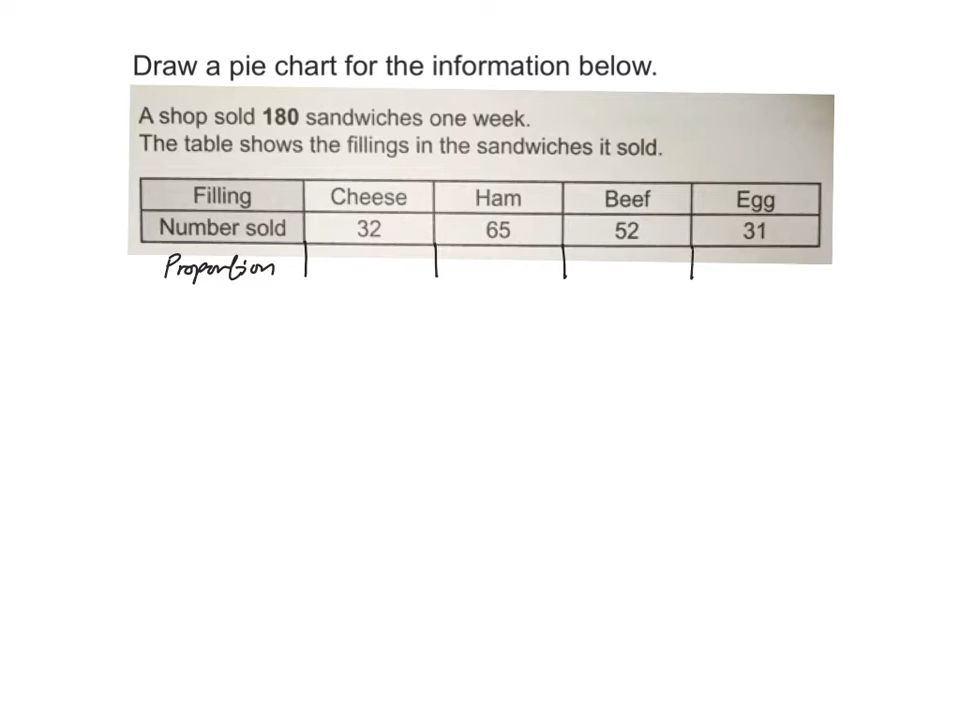 Draw a pie chart for the information below.
A shop sold 180 sandwiches one week.
The table shows the fillings in the sandwiches it sold.
Filling Cheese Ham Beef Egg
Number sold 32 65 52 31
Proportion